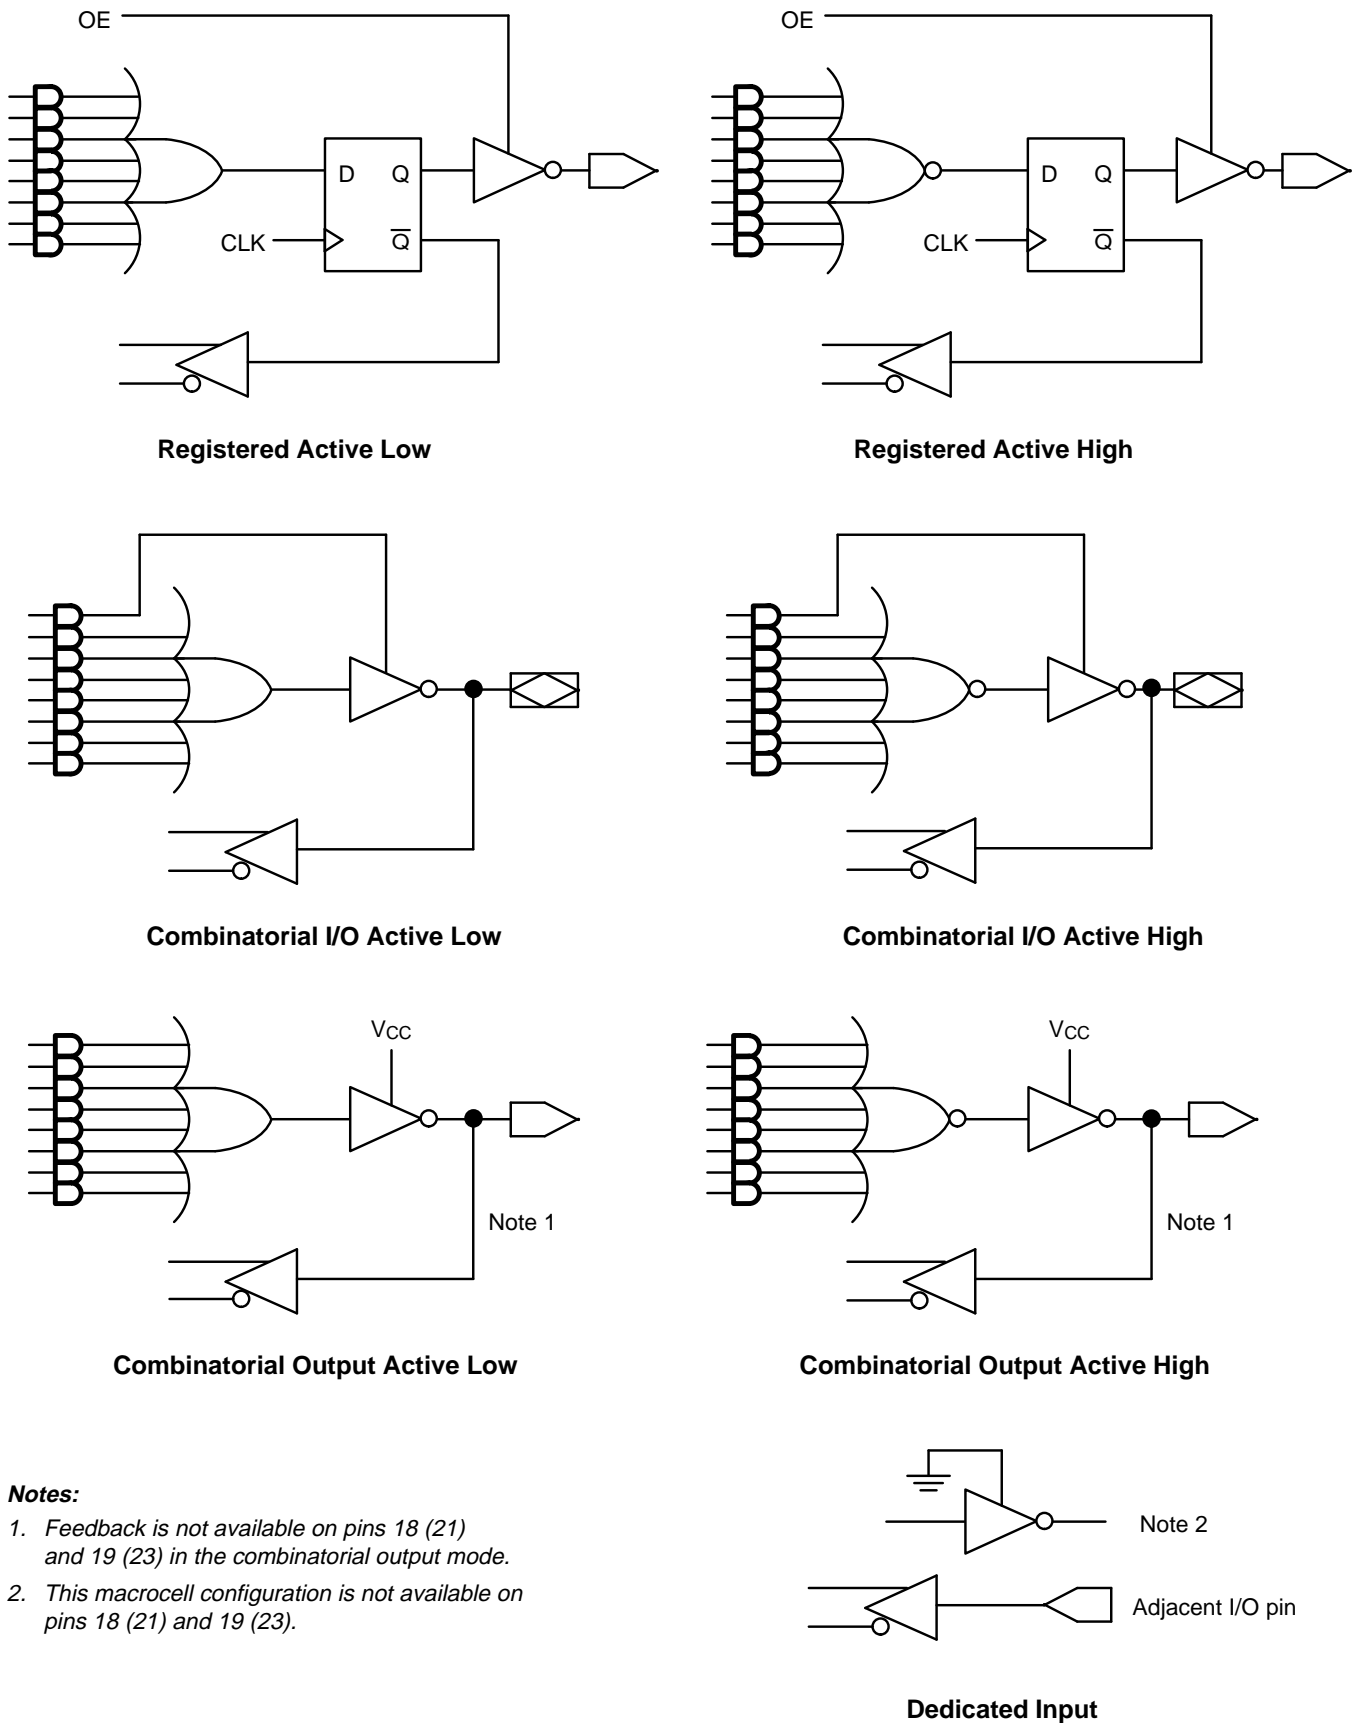 OE
OE
D Q
CLK Q
D Q
CLK Q
Registered Active Low
Registered Active High
Combinatorial I/O Active Low
Combinatorial I/O Active High
VCC
VCC
Note 1
Note 1
Combinatorial Output Active Low
Combinatorial Output Active High
Notes:
1. Feedback is not available on pins 18 (21)
and 19 (23) in the combinatorial output mode.
2. This macrocell configuration is not available on
pins 18 (21) and 19 (23).
Note 2
Adjacent I/O pin
Dedicated Input